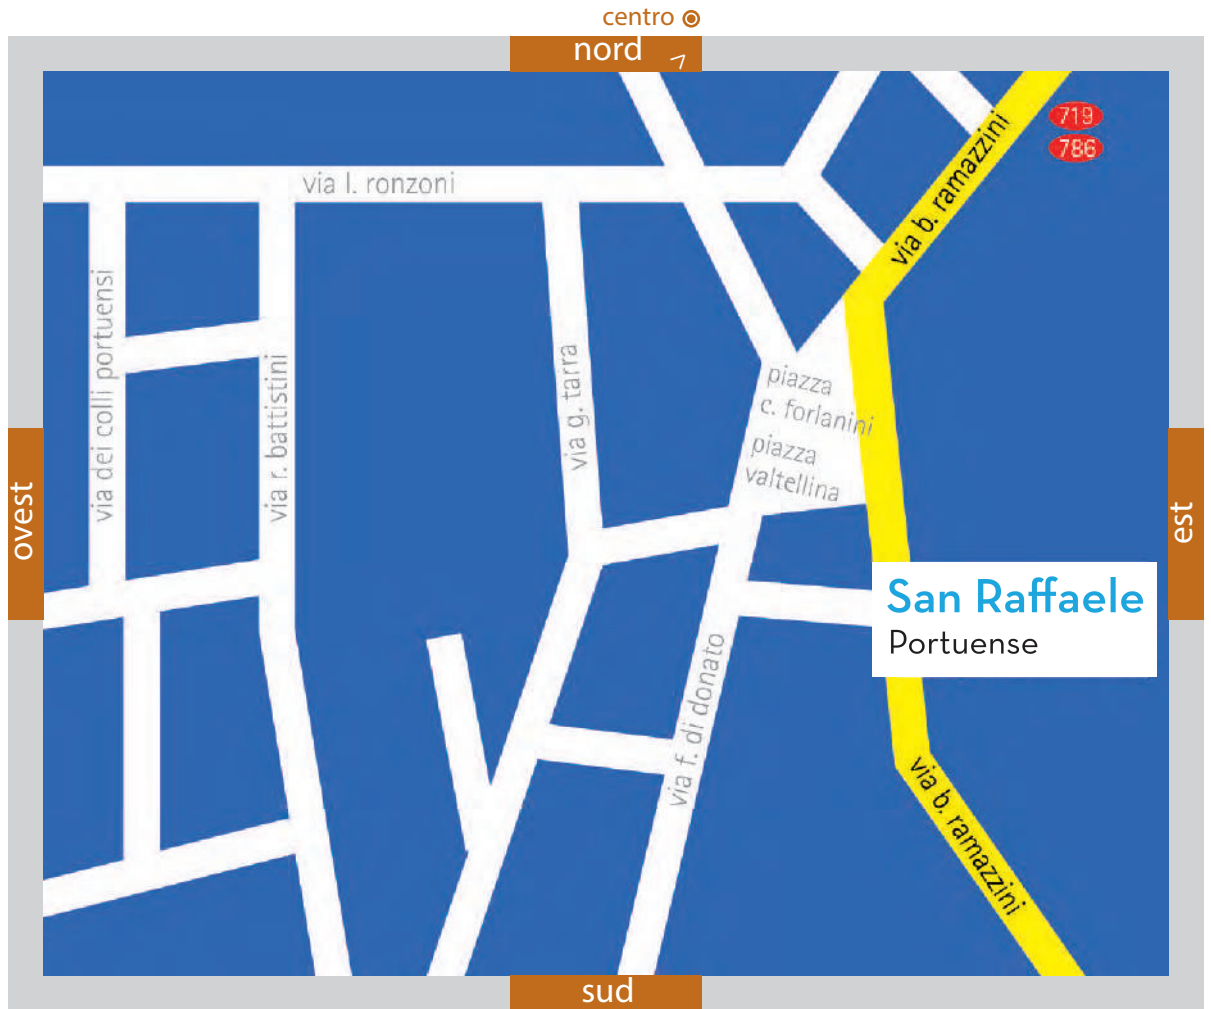 centro
nord
719
786
via b. ramazzini
via l. ronzoni
via dei colli portuensi
via r. battistini
via g. tarra
piazza
c. forlanini
piazza
valtellina
ovest
est
San Raffaele
Portuense
via f. di donato
via b. ramazzini
sud